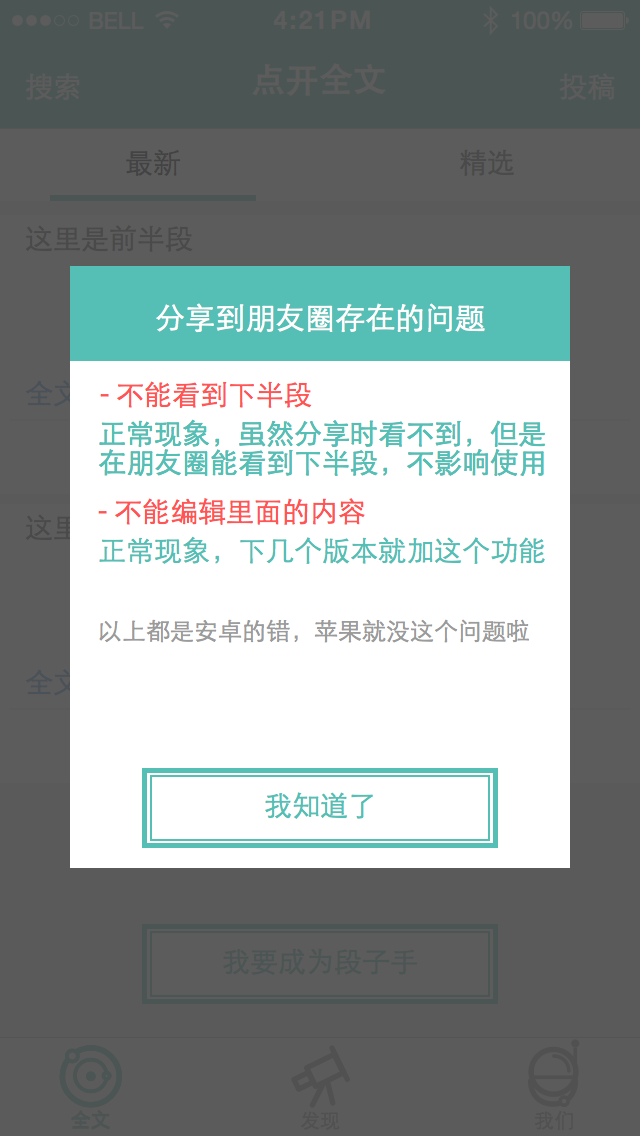 BELL 4:21PM 100%
搜索 点开全文 投稿
最新 精选
这里是前半段
分享到朋友圈存在的问题
- 不能看到下半段
全文
正常现象，虽然分享时看不到，但是
在朋友圈能看到下半段，不影响使用
- 不能编辑里面的内容
这里
正常现象，下几个版本就加这个功能
以上都是安卓的错，苹果就没这个问题啦
全文
我知道了
我要成为段子手
全文 发现 我们